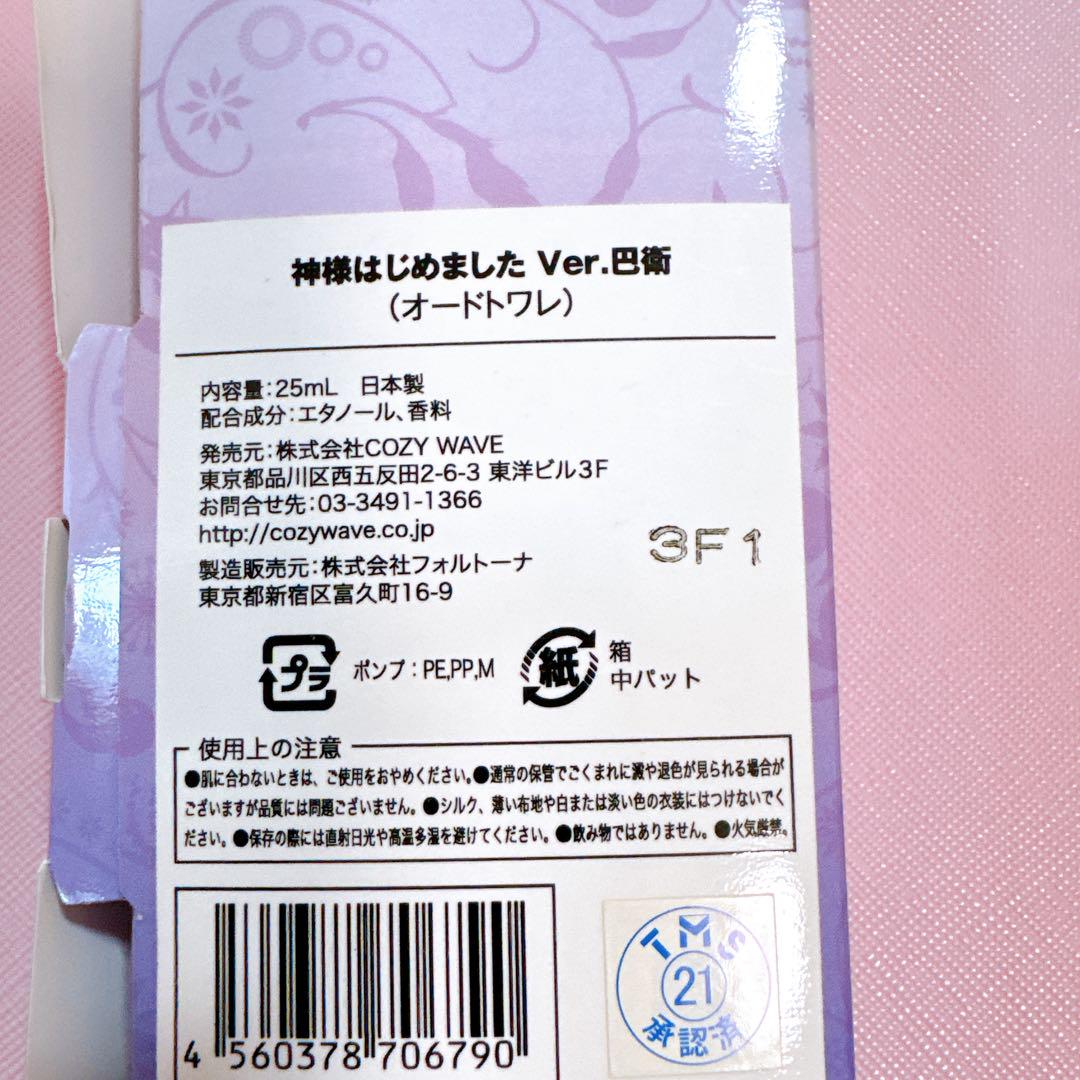 神様はじめました Ver.巴衛
(オードトワレ)
内容量:25mL 日本製
配合成分:エタノール、香料
発売元:株式会社COZY WAVE
東京都品川区西五反田2-6-3 東洋ビル3F
お問合せ先:03-3491-1366
http://cozywave.co.jp
3F1
製造販売元:株式会社フォルトーナ
東京都新宿区富久町16-9
プラ ポンプ:PE,PP,M
紙 箱
中パット
使用上の注意
●肌に合わないときは、ご使用をおやめください。●通常の保管でごくまれに澱や退色が見られる場合が
ございますが品質には問題ございません。●シルク、薄い布地や白または淡い色の衣装にはつけないでく
ださい。●保存の際には直射日光や高温多湿を避けてください。●飲み物ではありません。●火気厳禁。
4 560378 706790
TMS
21
承認済